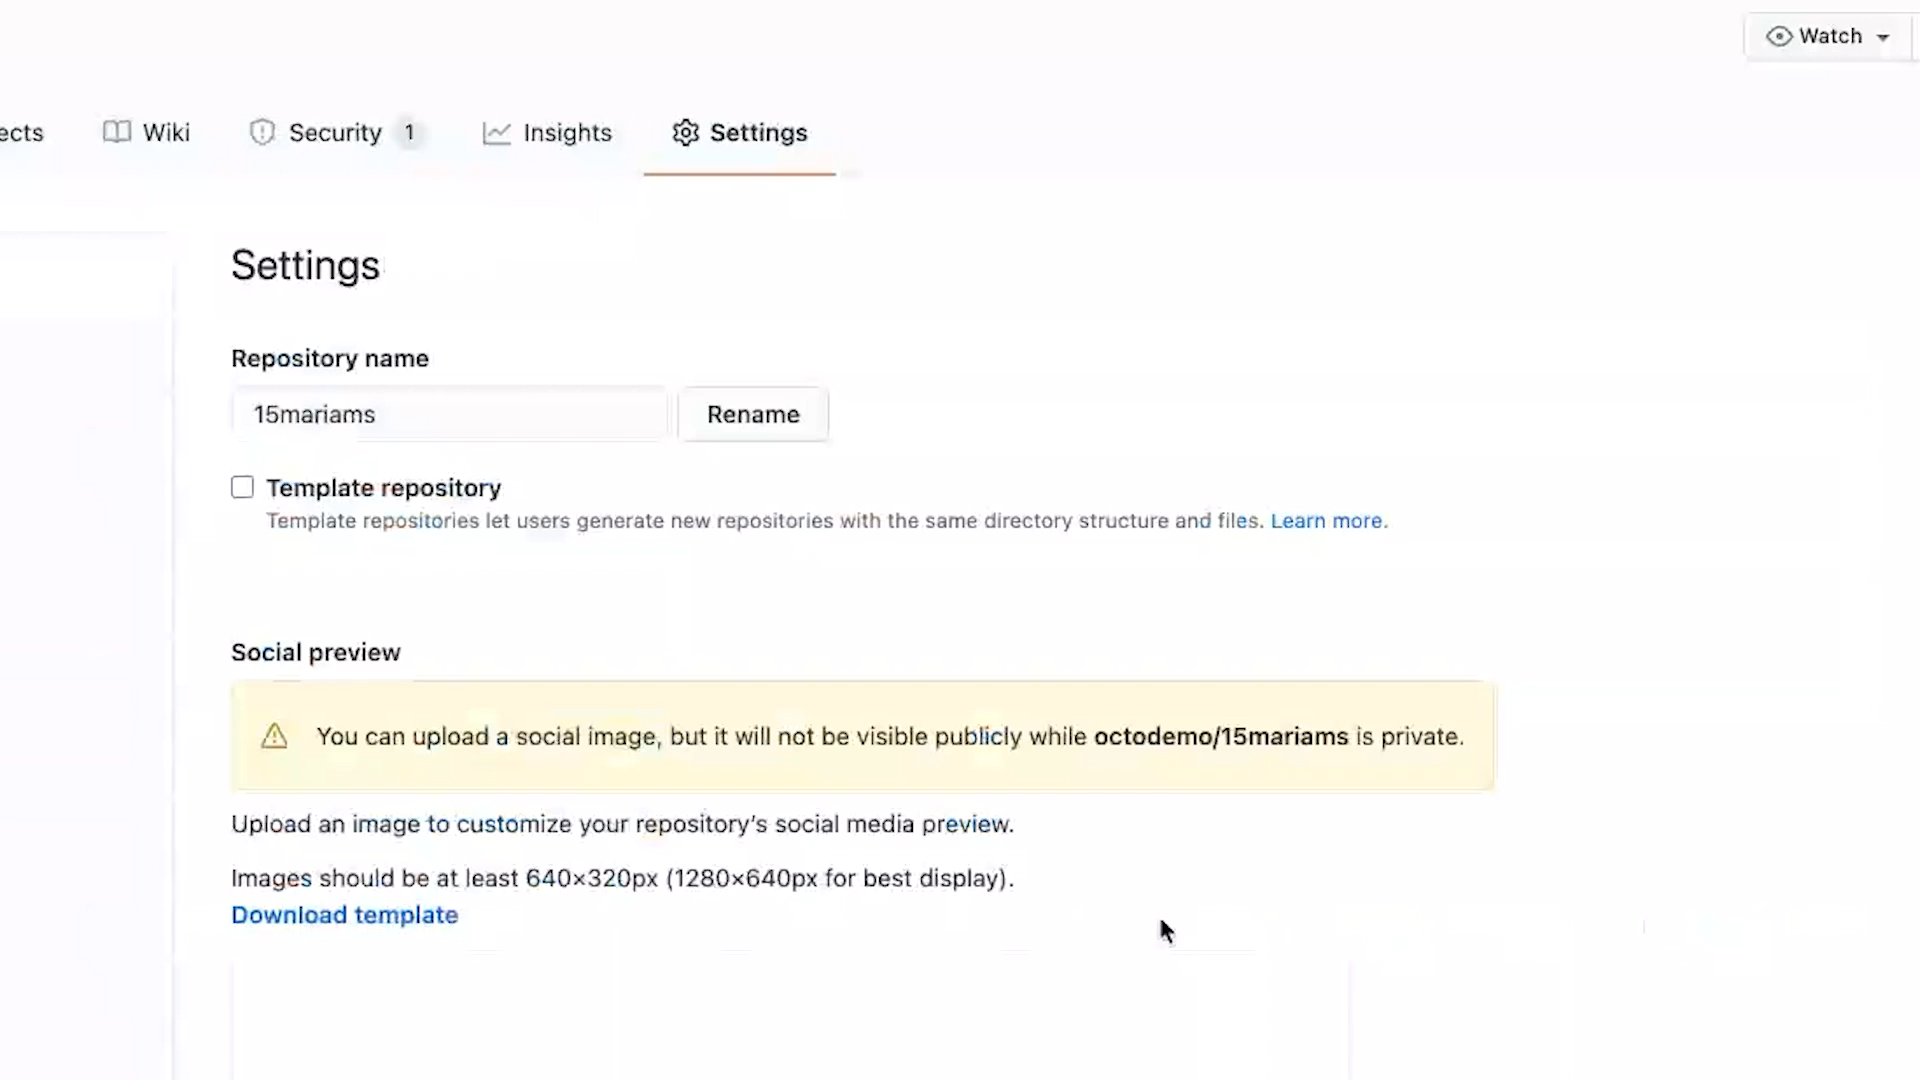 Watch
ects Wiki Security 1 Insights Settings
Settings
Repository name
15mariams Rename
Template repository
Template repositories let users generate new repositories with the same directory structure and files. Learn more.
Social preview
You can upload a social image, but it will not be visible publicly while octodemo/15mariams is private.
Upload an image to customize your repository's social media preview.
Images should be at least 640×320px (1280×640px for best display).
Download template